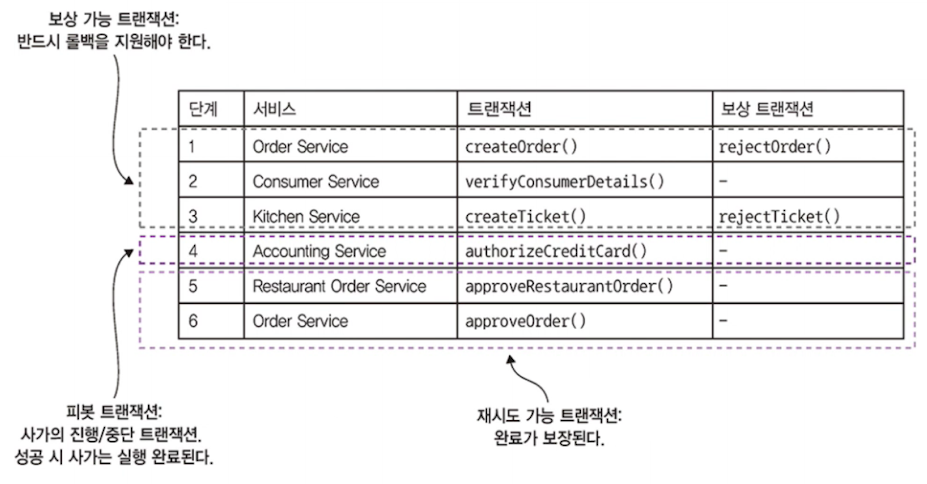 보상 가능 트랜잭션:
반드시 롤백을 지원해야 한다.
단계 서비스 트랜잭션 보상 트랜잭션
1 Order Service createOrder() rejectOrder()
2 Consumer Service verifyConsumerDetails() –
3 Kitchen Service createTicket() rejectTicket()
4 Accounting Service authorizeCreditCard() –
5 Restaurant Order Service approveRestaurantOrder() –
6 Order Service approveOrder() –
피봇 트랜잭션:
사가의 진행/중단 트랜잭션.
성공 시 사가는 실행 완료된다.
재시도 가능 트랜잭션:
완료가 보장된다.